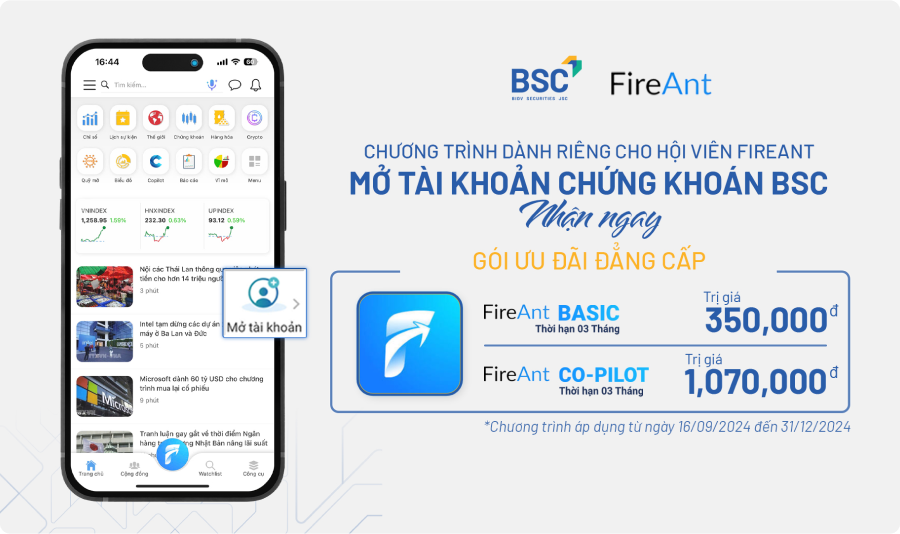 16:44
Tìm kiếm...
Chỉ số
Lịch sự kiện
Thế giới
Chứng khoán
Hàng hóa
Crypto
Quỹ mở
Biểu đồ
Copilot
Báo cáo
Vĩ mô
Menu
VNINDEX
1,258.95 1.59%
HNXINDEX
232.30 0.63%
UPINDEX
93.12 0.59%
Nội các Thái Lan thông
tiền cho hơn 14 triệu người
3 phút
Intel tạm dừng các dự án
máy ở Ba Lan và Đức
5 phút
Microsoft dành 60 tỷ USD cho chương
trình mua lại cổ phiếu
9 phút
Microsoft
Tranh luận gay gắt về thời điểm Ngân
hàng Nhật Bản nâng lãi suất
Trang chủ
Cộng đồng
Watchlist
Công cụ
Mở tài khoản
BSC
BIDV SECURITIES JSC
FireAnt
CHƯƠNG TRÌNH DÀNH RIÊNG CHO HỘI VIÊN FIREANT
MỞ TÀI KHOẢN CHỨNG KHOÁN BSC
Nhận ngay
GÓI ƯU ĐÃI ĐẲNG CẤP
FireAnt BASIC
Thời hạn 03 Tháng
Trị giá
350,000đ
FireAnt CO-PILOT
Thời hạn 03 Tháng
Trị giá
1,070,000đ
*Chương trình áp dụng từ ngày 16/09/2024 đến 31/12/2024